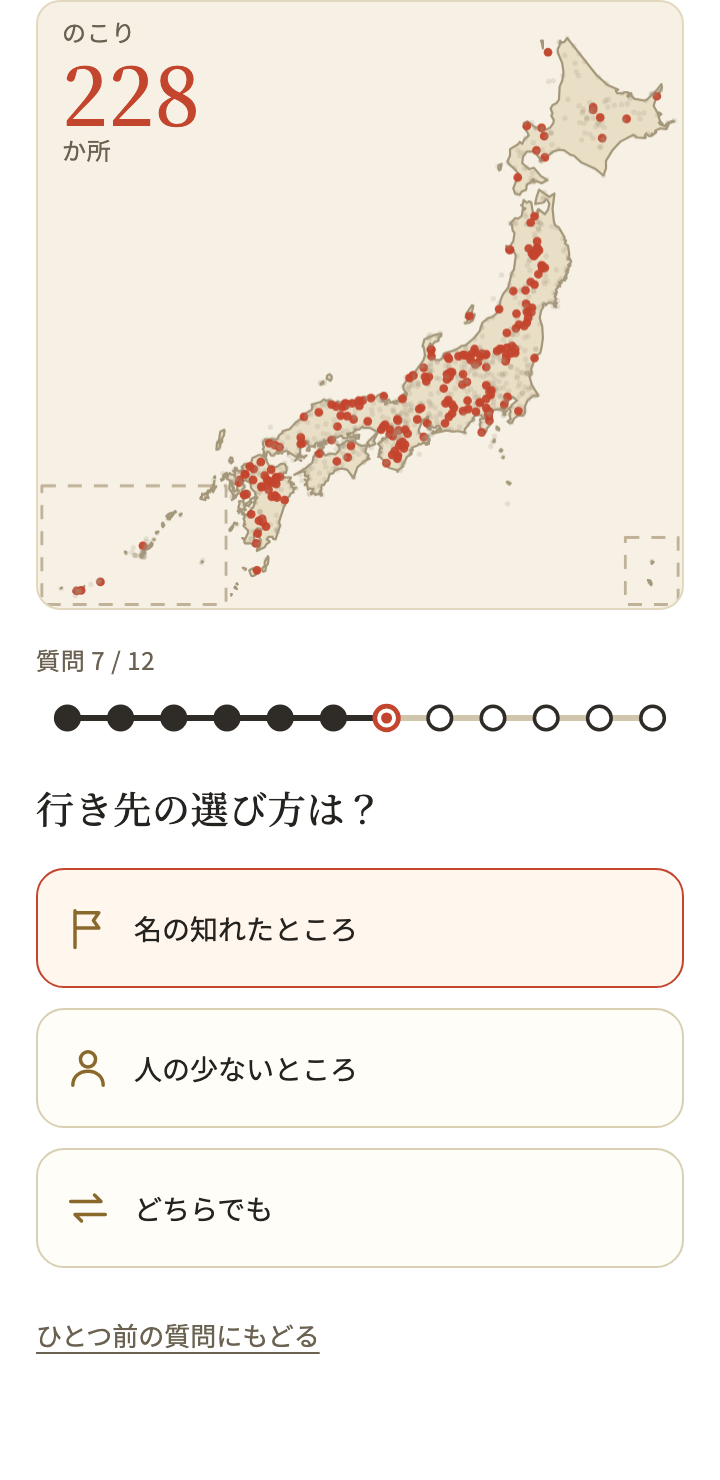 のこり
228
か所
質問 7 / 12
行き先の選び方は？
名の知れたところ
人の少ないところ
どちらでも
ひとつ前の質問にもどる